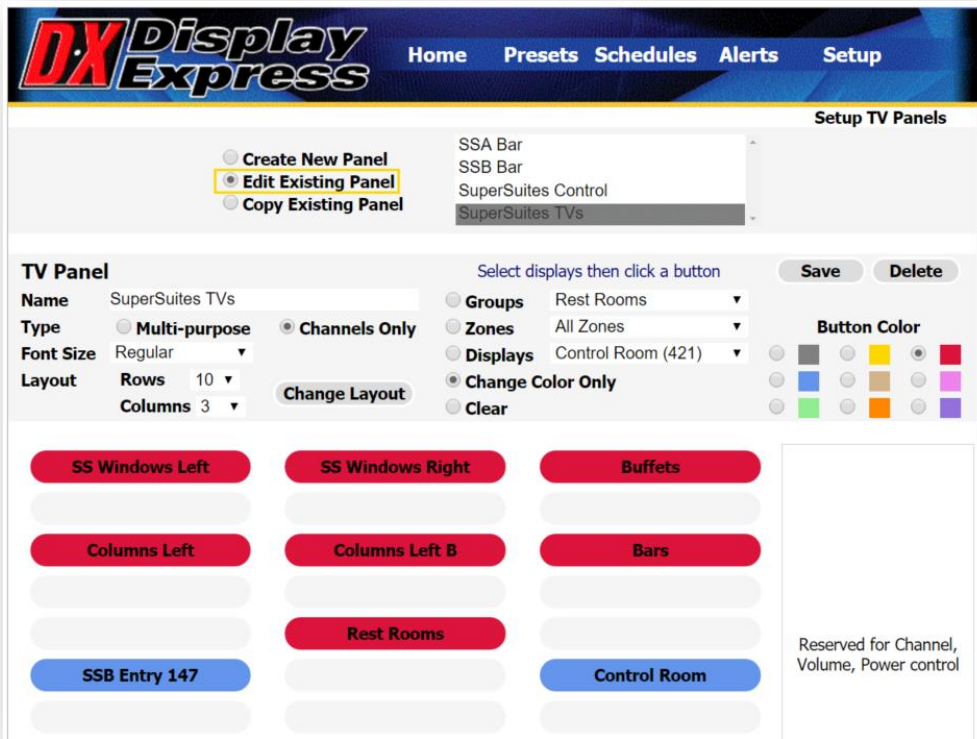 DX Display Express
Home Presets Schedules Alerts Setup
Setup TV Panels
Create New Panel
Edit Existing Panel
Copy Existing Panel
SSA Bar
SSB Bar
SuperSuites Control
SuperSuites TVs
TV Panel
Select displays then click a button
Save Delete
Name SuperSuites TVs
Groups Rest Rooms
Type Multi-purpose Channels Only
Zones All Zones
Button Color
Font Size Regular
Displays Control Room (421)
Layout Rows 10
Change Layout
Change Color Only
Columns 3
Clear
SS Windows Left SS Windows Right Buffets
Columns Left Columns Left B Bars
Rest Rooms
Reserved for Channel,
Volume, Power control
SSB Entry 147 Control Room